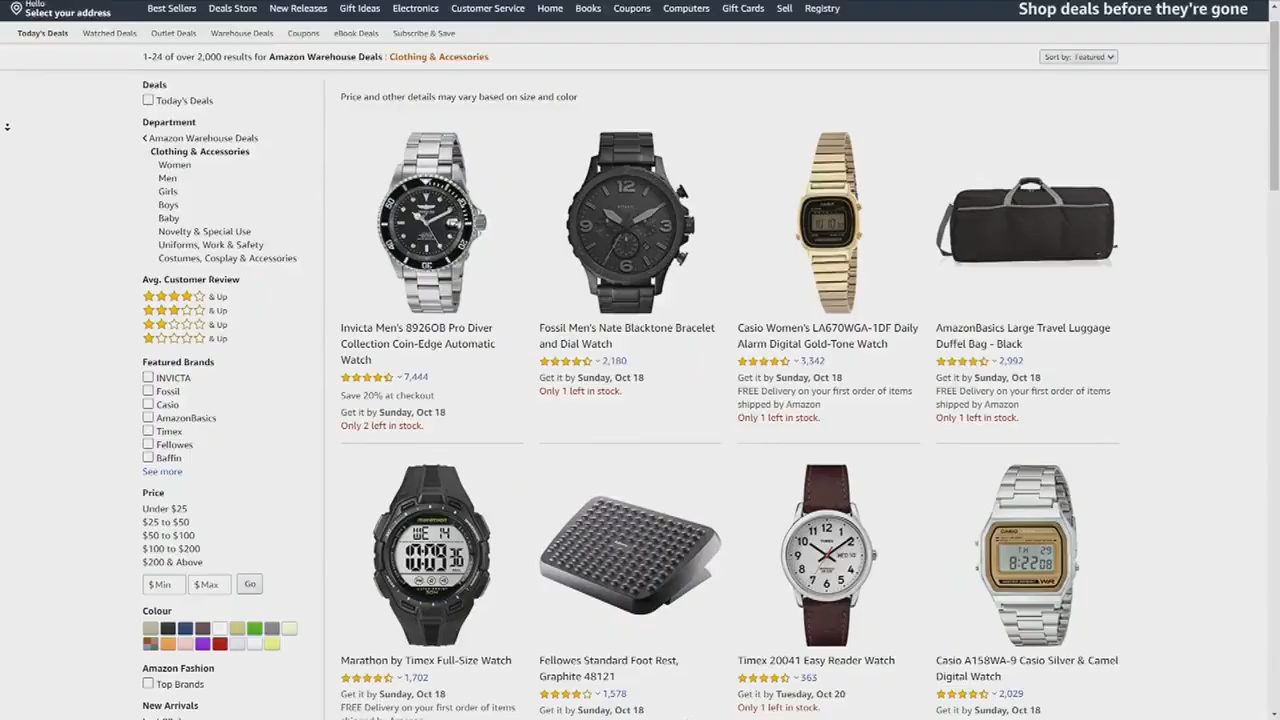 Hello
Select your address
Best Sellers Deals Store New Releases Gift Ideas Electronics Customer Service Home Books Coupons Computers Gift Cards Sell Registry
Shop deals before they're gone
Today's Deals Watched Deals Outlet Deals Warehouse Deals Coupons eBook Deals Subscribe & Save
1-24 of over 2,000 results for Amazon Warehouse Deals : Clothing & Accessories
Sort by: Featured
Deals
Today's Deals
Department
Amazon Warehouse Deals
Clothing & Accessories
Women
Men
Girls
Boys
Baby
Novelty & Special Use
Uniforms, Work & Safety
Costumes, Cosplay & Accessories
Avg. Customer Review
& Up
& Up
& Up
& Up
Featured Brands
INVICTA
Fossil
Casio
AmazonBasics
Timex
Fellowes
Baffin
See more
Price
Under $25
$25 to $50
$50 to $100
$100 to $200
$200 & Above
$ Min $ Max Go
Colour
Amazon Fashion
Top Brands
New Arrivals
Price and other details may vary based on size and color
Invicta Men's 8926OB Pro Diver
Collection Coin-Edge Automatic
Watch
7,444
Save 20% at checkout
Get it by Sunday, Oct 18
Only 2 left in stock.
Fossil Men's Nate Blacktone Bracelet
and Dial Watch
2,180
Get it by Sunday, Oct 18
Only 1 left in stock.
Casio Women's LA670WGA-1DF Daily
Alarm Digital Gold-Tone Watch
3,342
Get it by Sunday, Oct 18
FREE Delivery on your first order of items
shipped by Amazon
Only 1 left in stock.
AmazonBasics Large Travel Luggage
Duffel Bag - Black
2,992
Get it by Sunday, Oct 18
FREE Delivery on your first order of items
shipped by Amazon
Only 1 left in stock.
Marathon by Timex Full-Size Watch
1,702
Get it by Sunday, Oct 18
FREE Delivery on your first order of items
shipped by Amazon
Fellowes Standard Foot Rest,
Graphite 48121
1,578
Get it by Sunday, Oct 18
Timex 20041 Easy Reader Watch
363
Get it by Tuesday, Oct 20
Only 1 left in stock.
Casio A158WA-9 Casio Silver & Camel
Digital Watch
2,029
Get it by Sunday, Oct 18